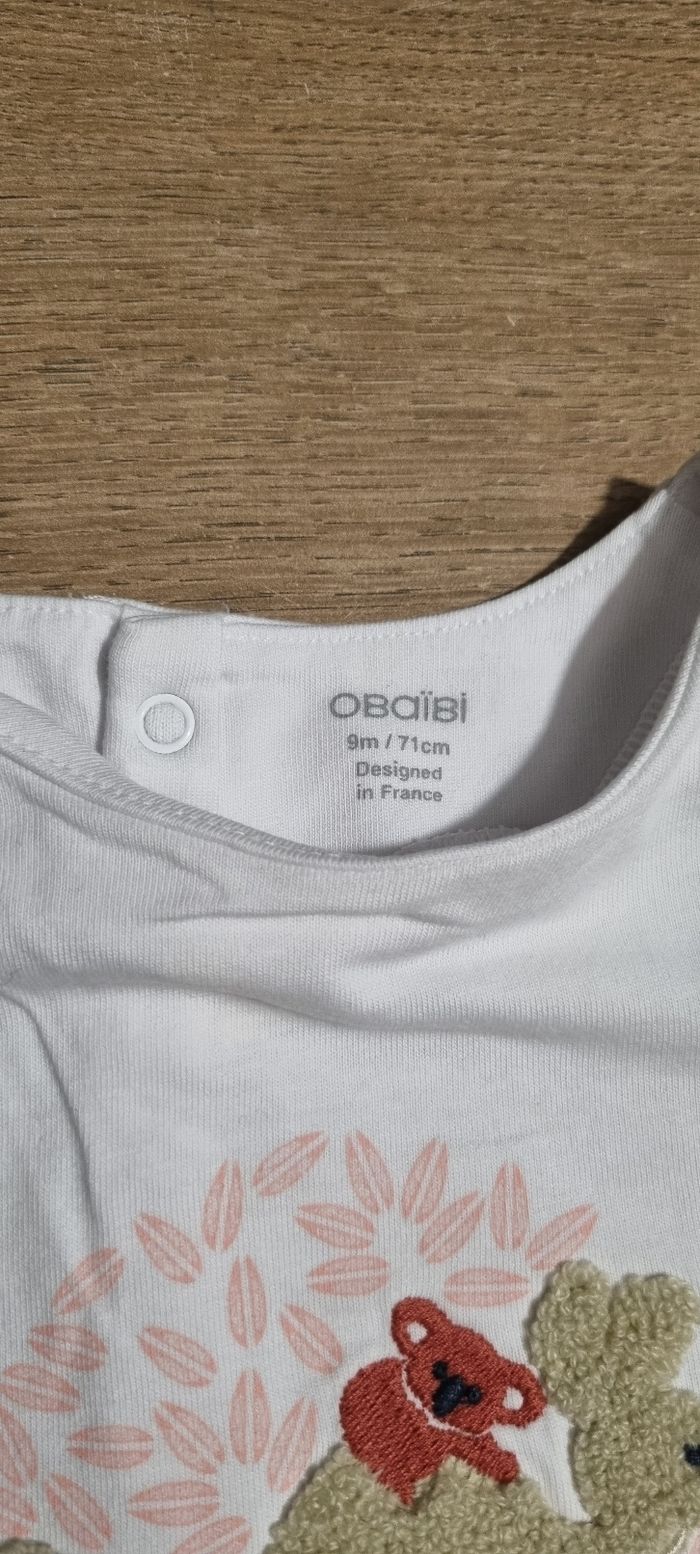 OBaïBi
9m / 71cm
Designed
in France